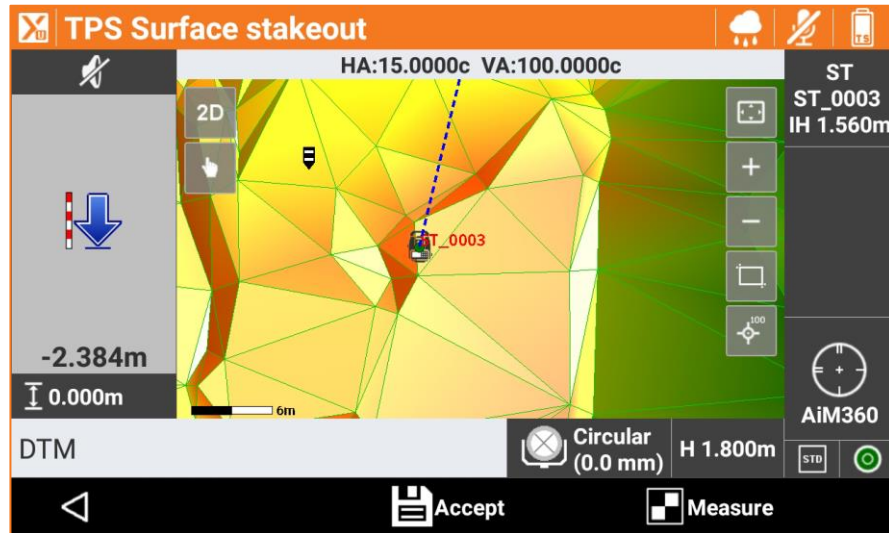 TPS Surface stakeout
TS
HA:15.0000c VA:100.0000c
ST
ST_0003
IH 1.560m
2D
+
−
100
ST_0003
-2.384m
0.000m
6m
AiM360
DTM
Circular
(0.0 mm)
H 1.800m
STD
Accept
Measure